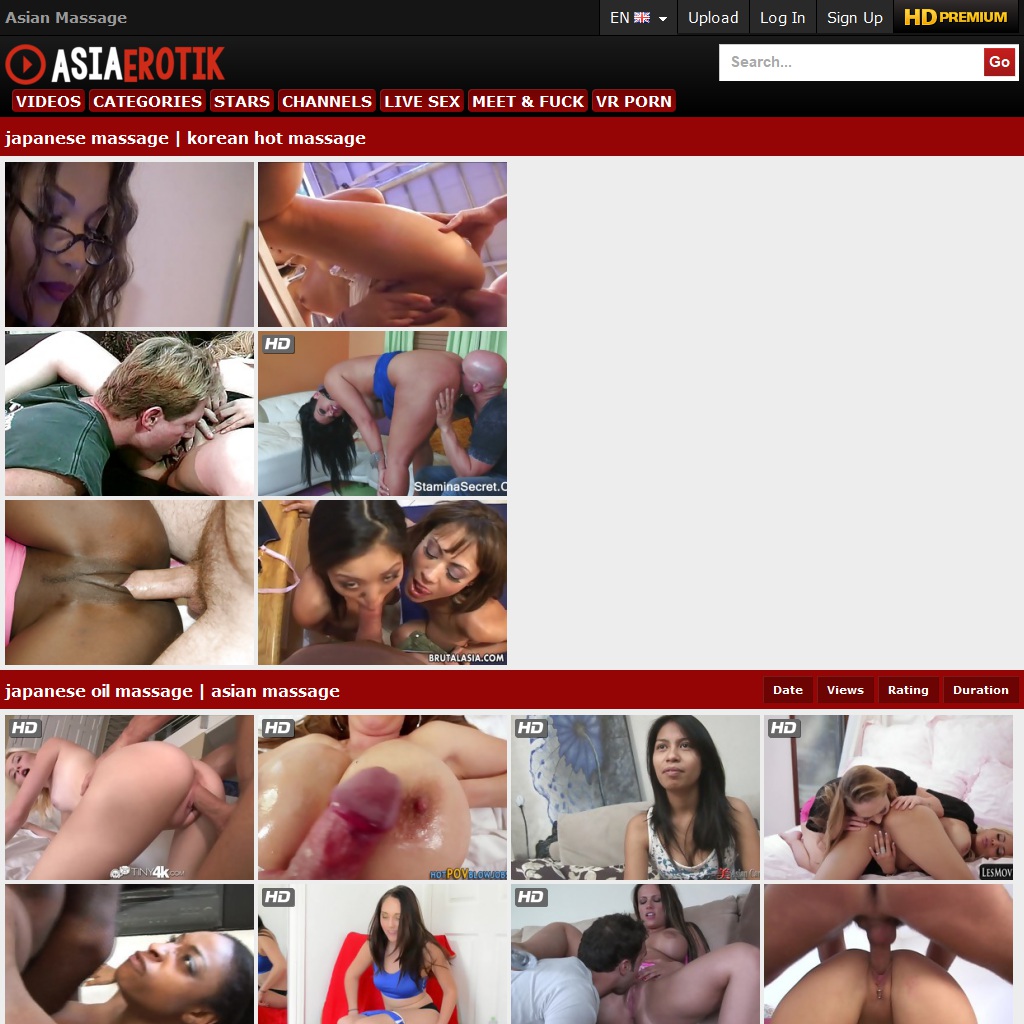 Asian Massage
EN
Upload
Log In
Sign Up
HD PREMIUM
ASIAEROTIK
Search...
Go
VIDEOS
CATEGORIES
STARS
CHANNELS
LIVE SEX
MEET & FUCK
VR PORN
japanese massage | korean hot massage
HD
StaminaSecret.C
BRUTALASIA.COM
japanese oil massage | asian massage
Date
Views
Rating
Duration
HD
HD
HD
HD
TINY4K.COM
HOTPOVBLOWJOBS
LESMOV
HD
HD